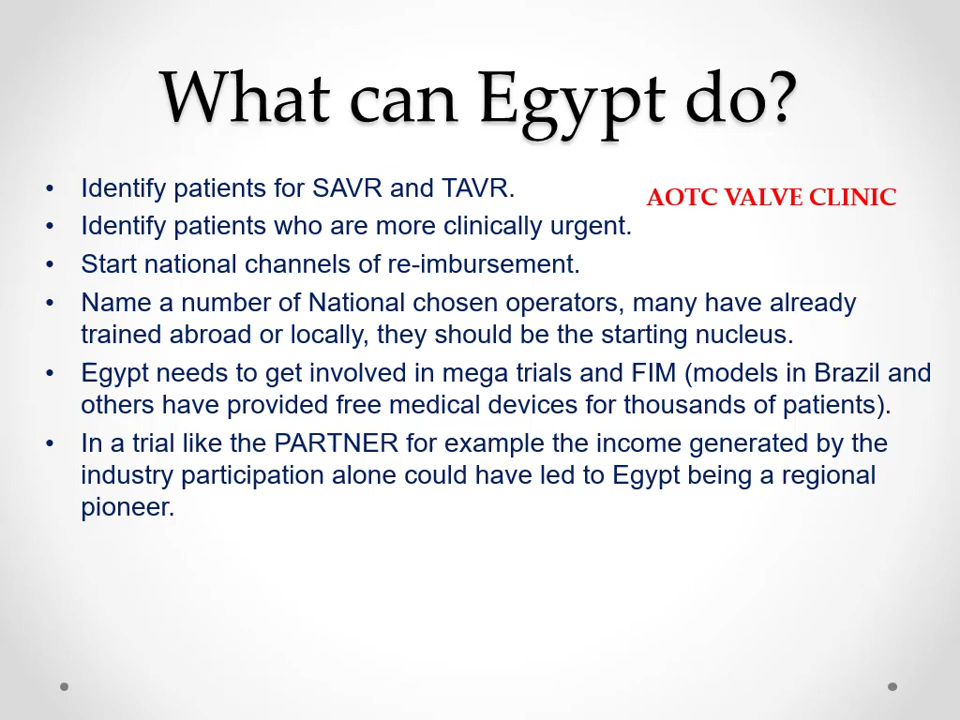 What can Egypt do?
• Identify patients for SAVR and TAVR.
AOTC VALVE CLINIC
• Identify patients who are more clinically urgent.
• Start national channels of re-imbursement.
• Name a number of National chosen operators, many have already
trained abroad or locally, they should be the starting nucleus.
• Egypt needs to get involved in mega trials and FIM (models in Brazil and
others have provided free medical devices for thousands of patients).
• In a trial like the PARTNER for example the income generated by the
industry participation alone could have led to Egypt being a regional
pioneer.